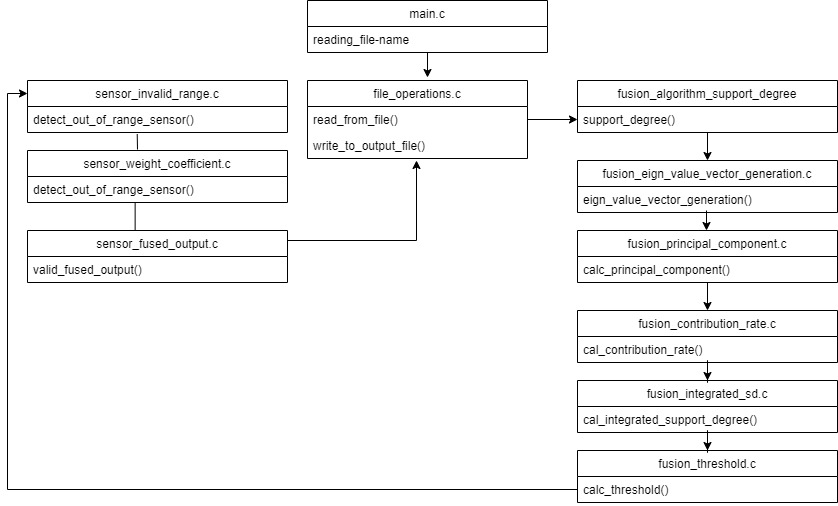 main.c
reading_file-name
sensor_invalid_range.c
detect_out_of_range_sensor()
sensor_weight_coefficient.c
detect_out_of_range_sensor()
sensor_fused_output.c
valid_fused_output()
file_operations.c
read_from_file()
write_to_output_file()
fusion_algorithm_support_degree
support_degree()
fusion_eign_value_vector_generation.c
eign_value_vector_generation()
fusion_principal_component.c
calc_principal_component()
fusion_contribution_rate.c
cal_contribution_rate()
fusion_integrated_sd.c
cal_integrated_support_degree()
fusion_threshold.c
calc_threshold()